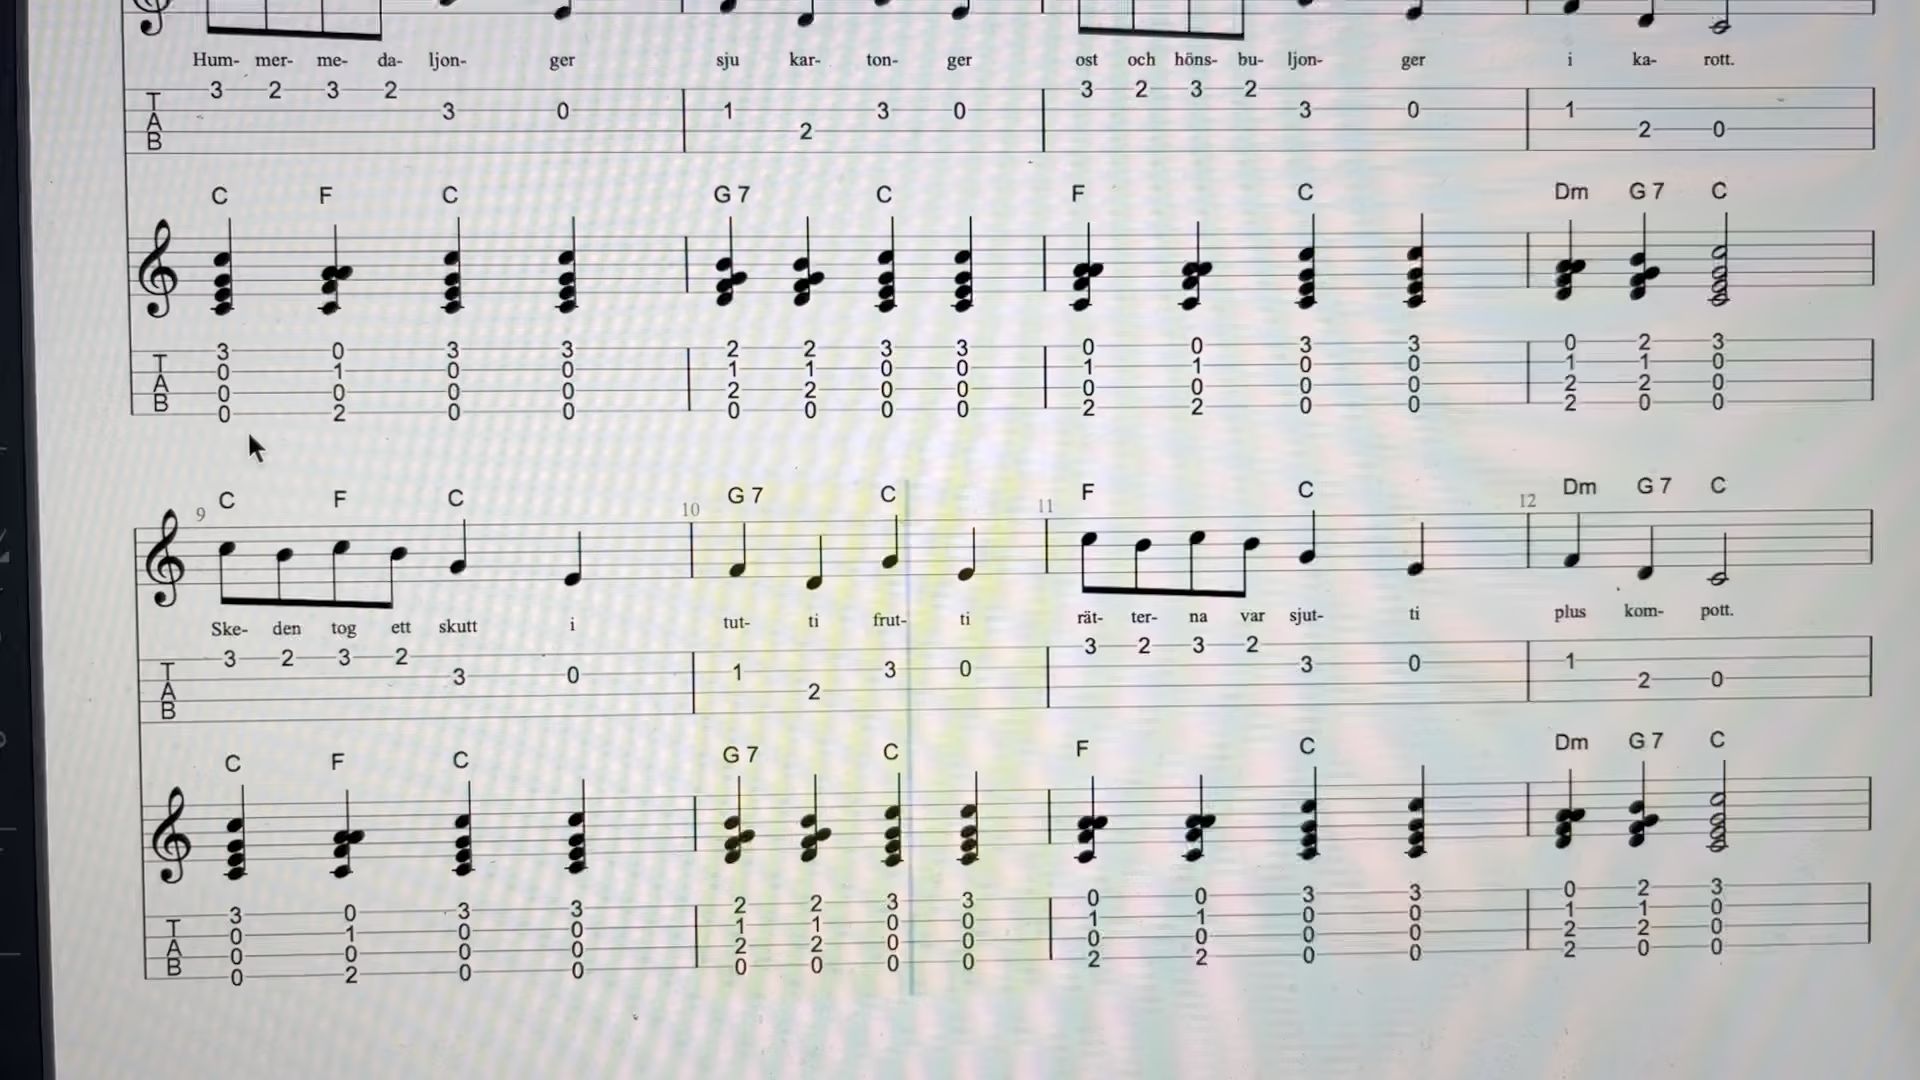 Hum- mer- me- da- ljon- ger sju kar- ton- ger ost och höns- bu- ljon- ger i ka- rott.
T A B 3 2 3 2 3 0 1 2 3 0 3 2 3 2 3 0 1 2 0
C F C G 7 C F C Dm G 7 C
3 0 3 3 2 2 3 3 0 0 3 3 0 2 3
T 0 1 0 0 1 1 0 0 1 1 0 0 1 1 0
A 0 0 0 0 2 2 0 0 0 0 0 0 2 2 0
B 0 2 0 0 0 0 0 0 2 2 0 0 2 0 0
C F C G 7 C F C Dm G 7 C
9 10 11 12
Ske- den tog ett skutt i tut- ti frut- ti rät- ter- na var sjut- ti plus kom- pott.
T A B 3 2 3 2 3 0 1 2 3 0 3 2 3 2 3 0 1 2 0
C F C G 7 C F C Dm G 7 C
3 0 3 3 2 2 3 3 0 0 3 3 0 2 3
T 0 1 0 0 1 1 0 0 1 1 0 0 1 1 0
A 0 0 0 0 2 2 0 0 0 0 0 0 2 2 0
B 0 2 0 0 0 0 0 0 2 2 0 0 2 0 0